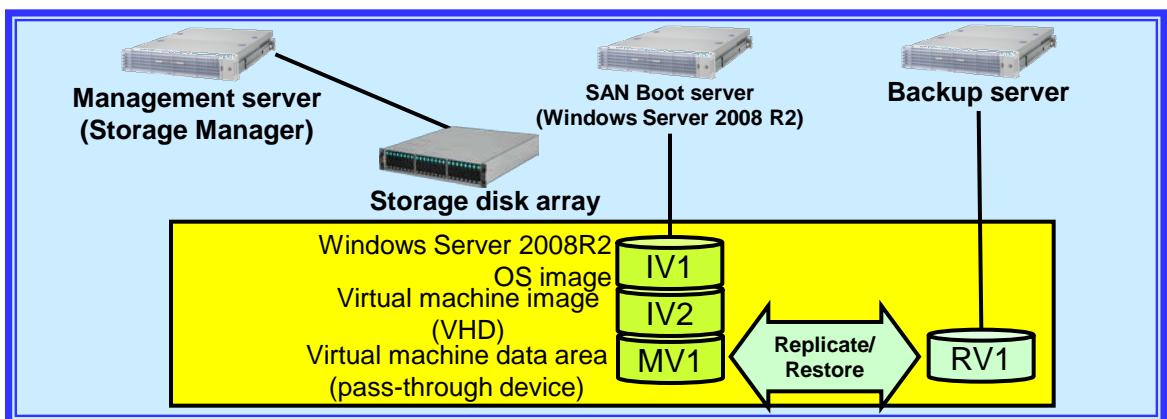 Management server
(Storage Manager)
SAN Boot server
(Windows Server 2008 R2)
Backup server
Storage disk array
Windows Server 2008R2
OS image
IV1
Virtual machine image
(VHD)
IV2
Virtual machine data area
(pass-through device)
MV1
Replicate/
Restore
RV1